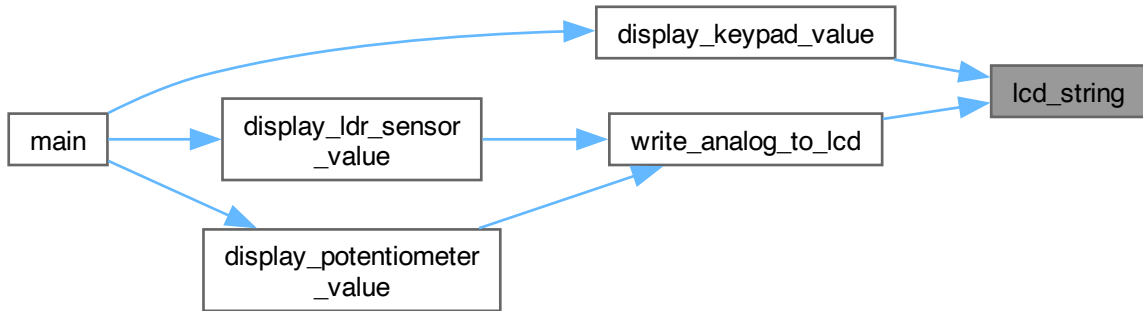 display_keypad_value
lcd_string
main
display_ldr_sensor
_value
write_analog_to_lcd
display_potentiometer
_value